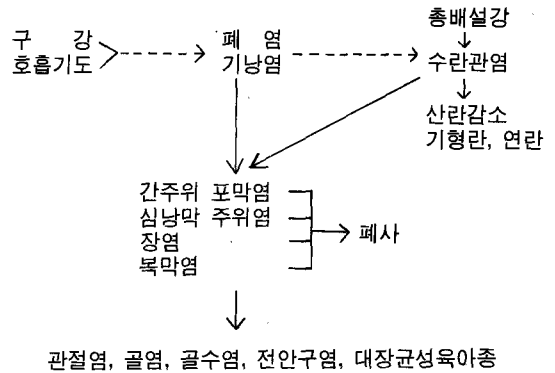 총배설강
구 강
호흡기도
폐 염
기낭염
수란관염
산란감소
기형란, 연란
간주위 포막염
심낭막 주위염
장염
복막염
폐사
관절염, 골염, 골수염, 전안구염, 대장균성육아종